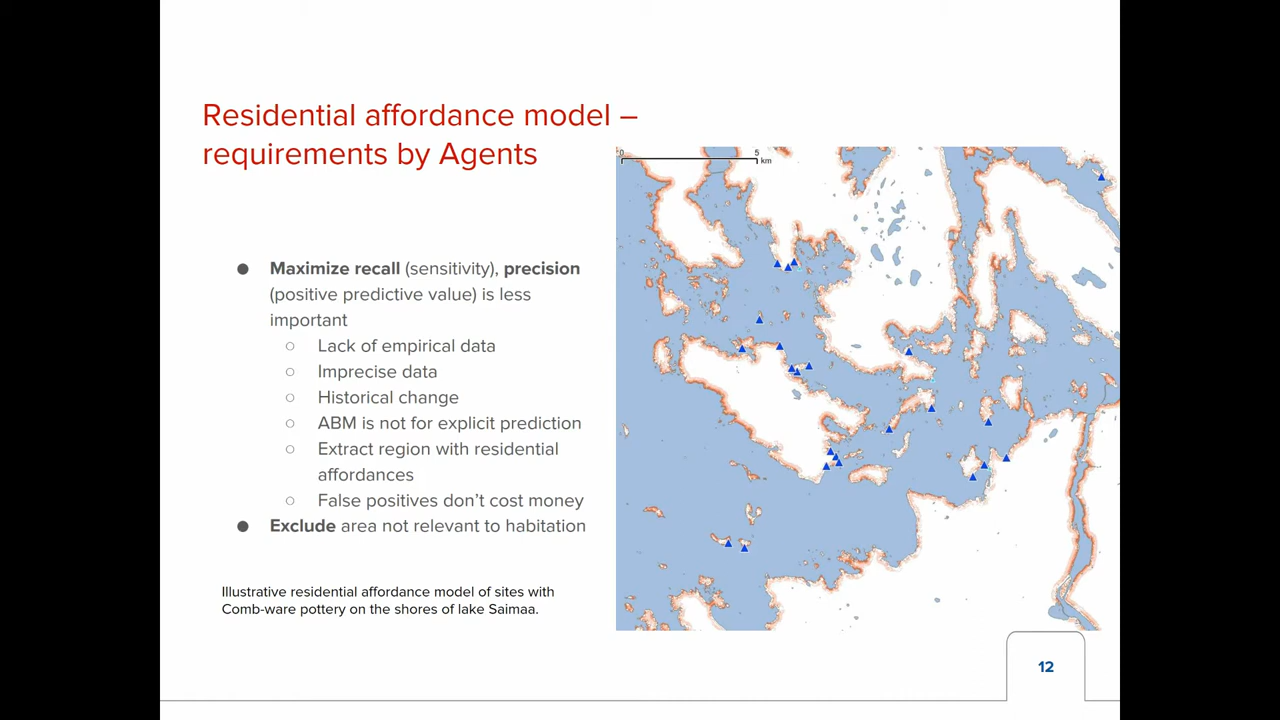 Residential affordance model –
requirements by Agents
0 5
km
● Maximize recall (sensitivity), precision
(positive predictive value) is less
important
○ Lack of empirical data
○ Imprecise data
○ Historical change
○ ABM is not for explicit prediction
○ Extract region with residential
affordances
○ False positives don’t cost money
● Exclude area not relevant to habitation
Illustrative residential affordance model of sites with
Comb-ware pottery on the shores of lake Saimaa.
12